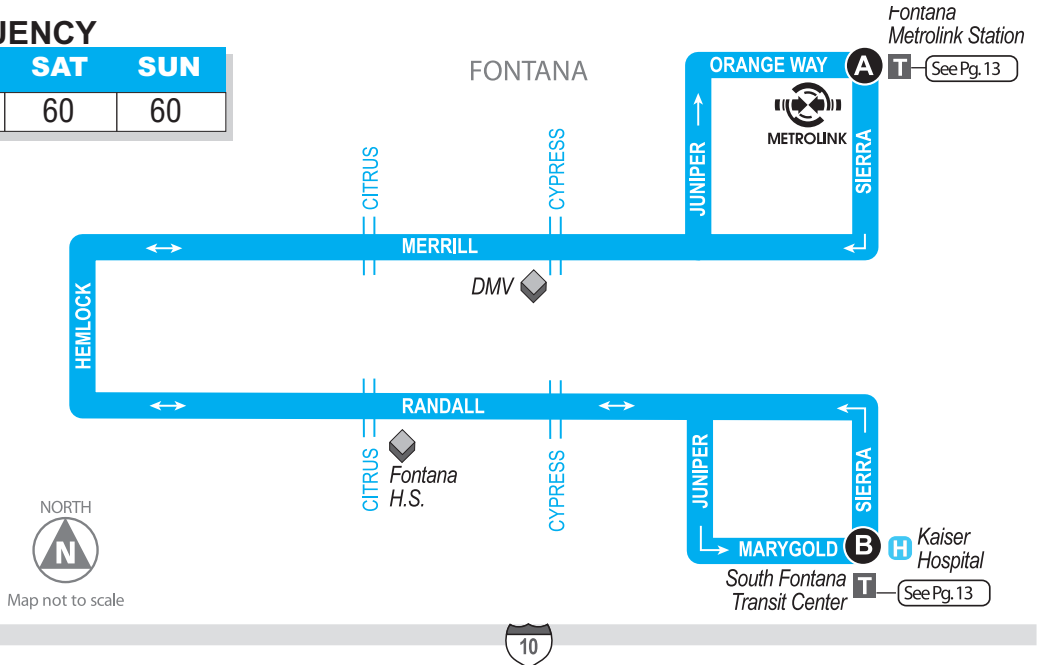 SAT SUN
60 60
FONTANA
Fontana
Metrolink Station
ORANGE WAY
A
T
See Pg. 13
METROLINK
JUNIPER
SIERRA
CITRUS
CYPRESS
MERRILL
DMV
HEMLOCK
RANDALL
CITRUS
Fontana
H.S.
CYPRESS
JUNIPER
SIERRA
MARYGOLD
B
H
Kaiser
Hospital
South Fontana
Transit Center
T
See Pg. 13
NORTH
N
Map not to scale
10